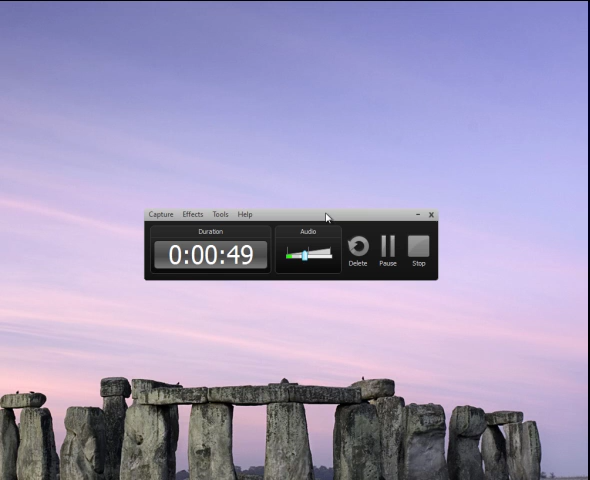 Capture Effects Tools Help
Duration
Audio
0:00:49
Delete Pause Stop